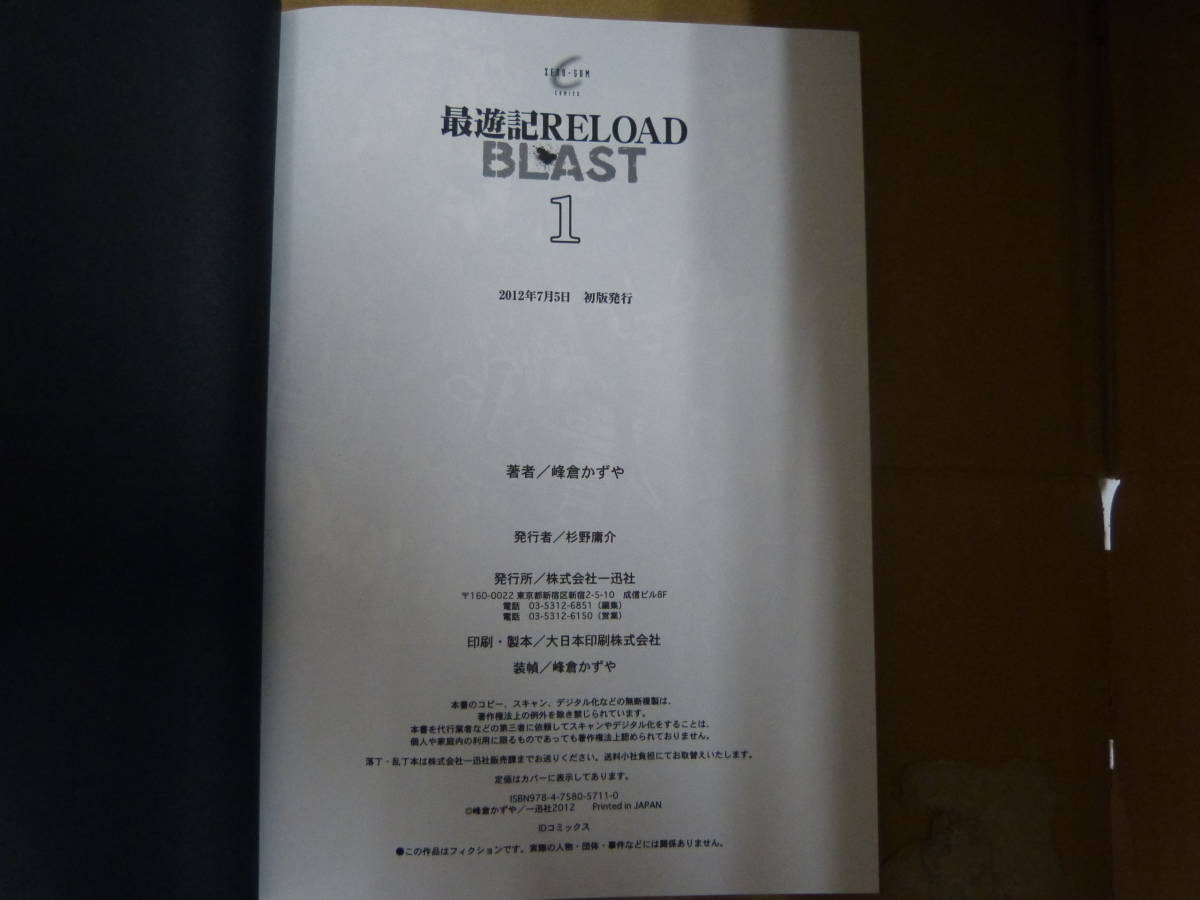 ZERO-SUM
COMICS
最遊記RELOAD
BLAST
1
2012年7月5日　初版発行
著者／峰倉かずや
発行者／杉野庸介
発行所／株式会社一迅社
〒160-0022 東京都新宿区新宿2-5-10　成信ビル8F
電話　03-5312-6851（編集）
電話　03-5312-6150（営業）
印刷・製本／大日本印刷株式会社
装幀／峰倉かずや
本書のコピー、スキャン、デジタル化などの無断複製は、
著作権法上の例外を除き禁じられています。
本書を代行業者などの第三者に依頼してスキャンやデジタル化をすることは、
個人や家庭内の利用に限るものであっても著作権法上認められておりません。
落丁・乱丁本は株式会社一迅社販売課までお送りください。送料小社負担にてお取替えいたします。
定価はカバーに表示してあります。
ISBN978-4-7580-5711-0
©峰倉かずや／一迅社2012　Printed in JAPAN
IDコミックス
●この作品はフィクションです。実際の人物・団体・事件などには関係ありません。